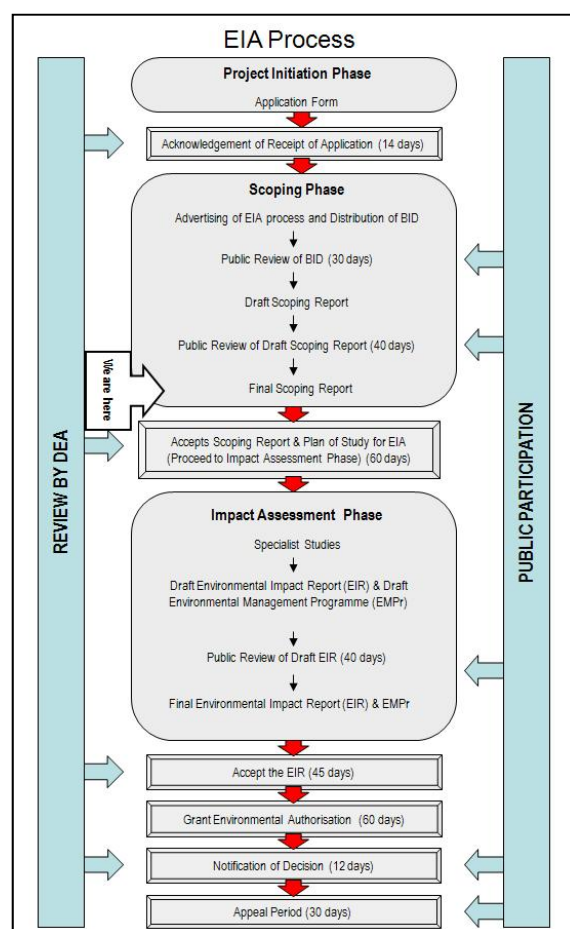 EIA Process
Project Initiation Phase
Application Form
Acknowledgement of Receipt of Application (14 days)
Scoping Phase
Advertising of EIA process and Distribution of BID
Public Review of BID (30 days)
Draft Scoping Report
Public Review of Draft Scoping Report (40 days)
Final Scoping Report
We are here
Accepts Scoping Report & Plan of Study for EIA
(Proceed to Impact Assessment Phase) (60 days)
Impact Assessment Phase
Specialist Studies
Draft Environmental Impact Report (EIR) & Draft
Environmental Management Programme (EMPr)
Public Review of Draft EIR (40 days)
Final Environmental Impact Report (EIR) & EMPr
Accept the EIR (45 days)
Grant Environmental Authorisation (60 days)
Notification of Decision (12 days)
Appeal Period (30 days)
REVIEW BY DEA
PUBLIC PARTICIPATION